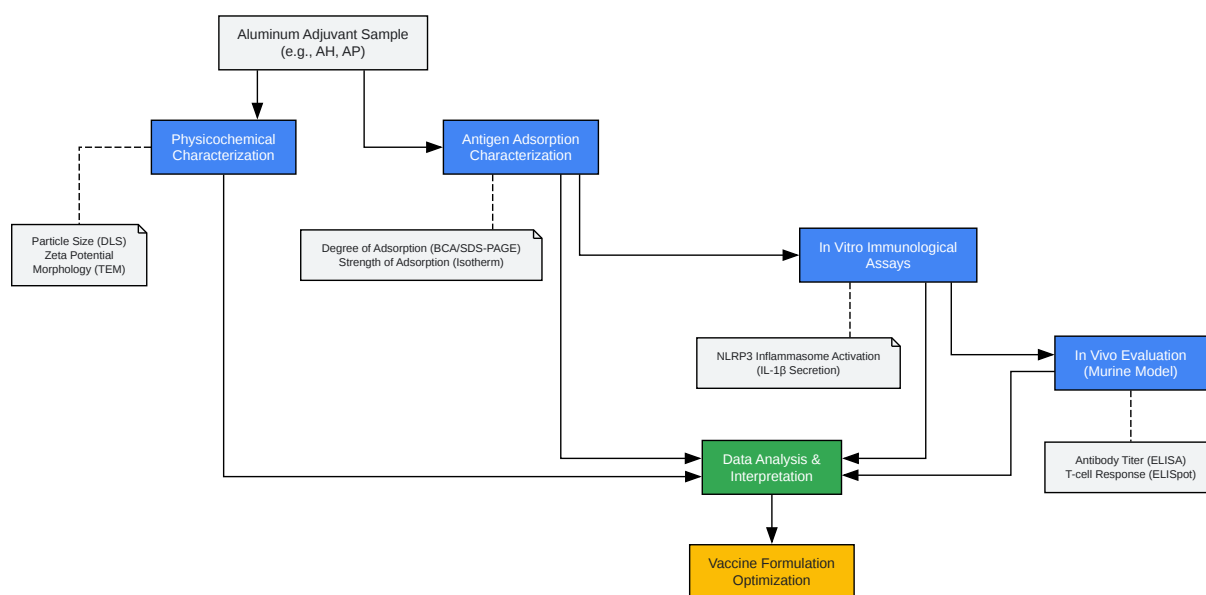 Aluminum Adjuvant Sample
(e.g., AH, AP)
Physicochemical
Characterization
Antigen Adsorption
Characterization
Particle Size (DLS)
Zeta Potential
Morphology (TEM)
Degree of Adsorption (BCA/SDS-PAGE)
Strength of Adsorption (Isotherm)
In Vitro Immunological
Assays
NLRP3 Inflammasome Activation
(IL-1β Secretion)
In Vivo Evaluation
(Murine Model)
Antibody Titer (ELISA)
T-cell Response (ELISpot)
Data Analysis &
Interpretation
Vaccine Formulation
Optimization